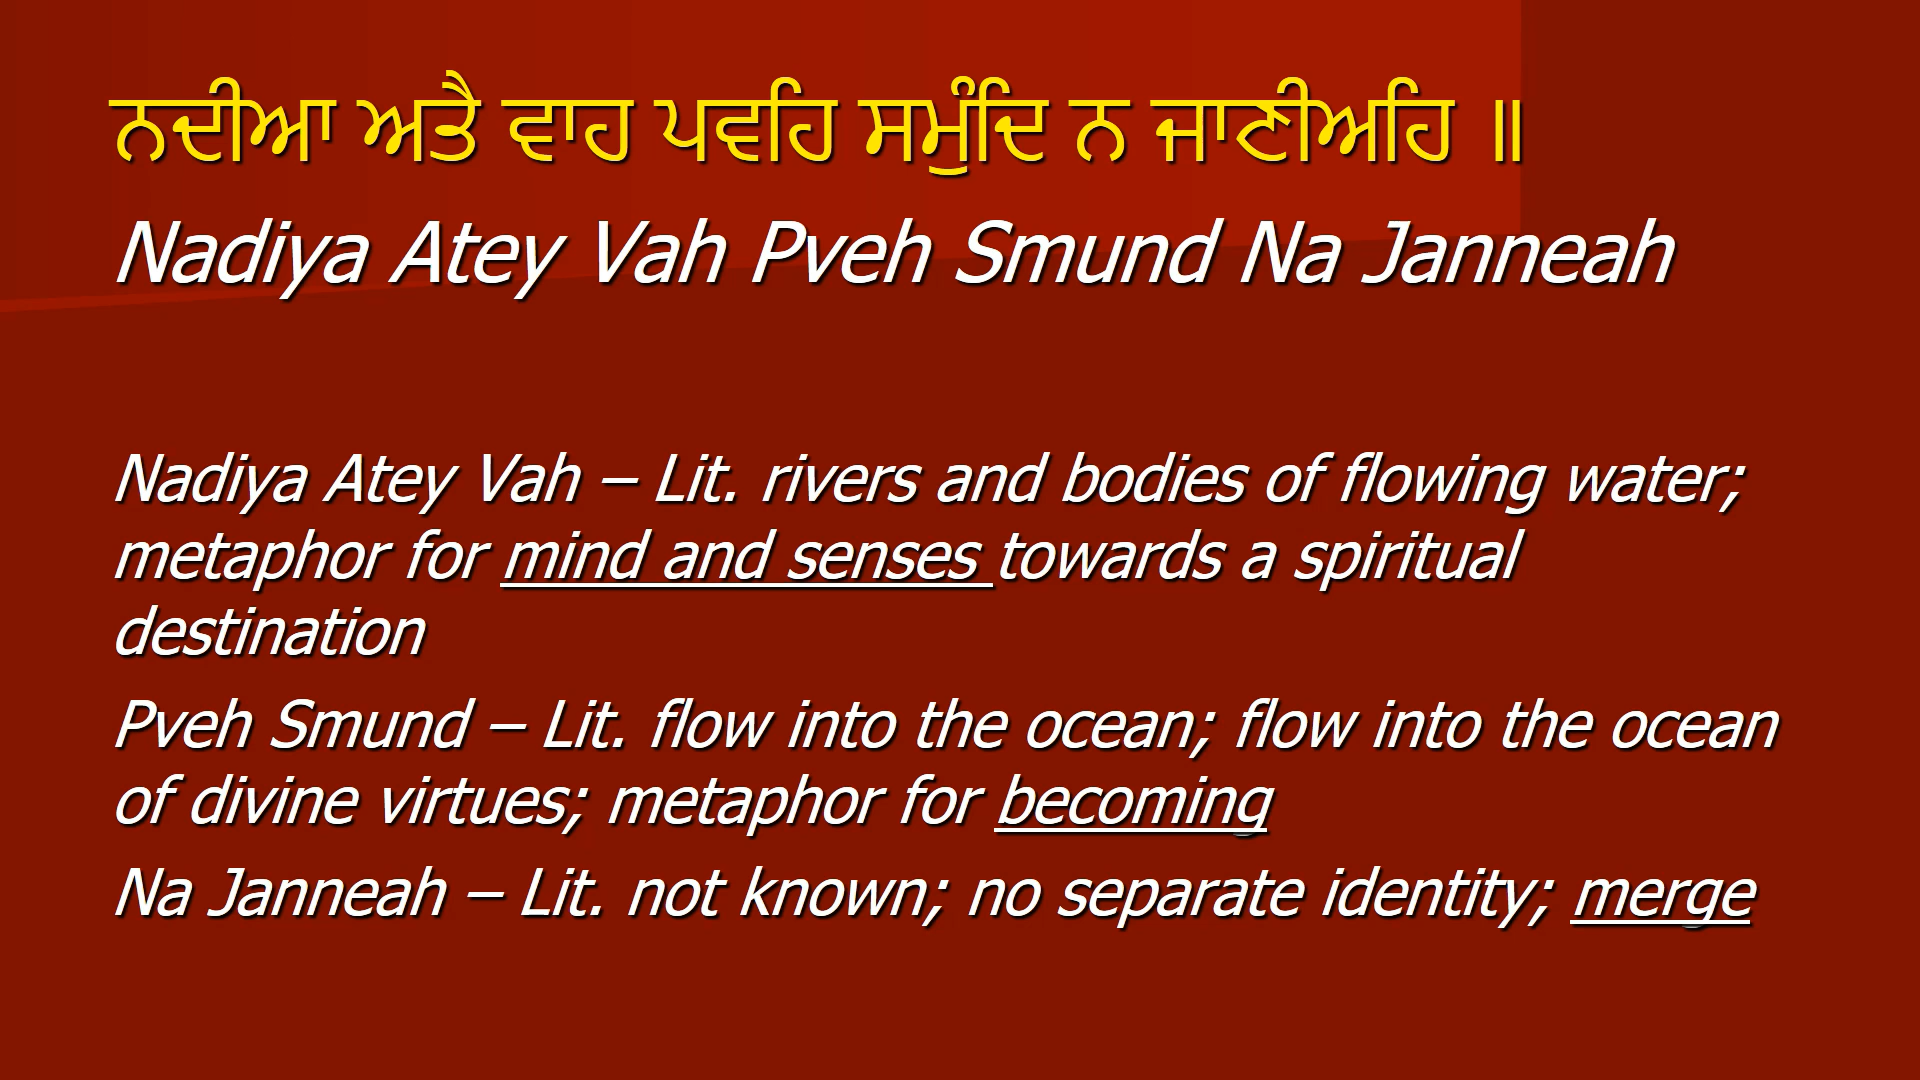 ਨਦੀਆ ਅਤੈ ਵਾਹ ਪਵਹਿ ਸਮੁੰਦਿ ਨ ਜਾਣੀਅਹਿ ॥
Nadiya Atey Vah Pveh Smund Na Janneah
Nadiya Atey Vah – Lit. rivers and bodies of flowing water;
metaphor for mind and senses towards a spiritual
destination
Pveh Smund – Lit. flow into the ocean; flow into the ocean
of divine virtues; metaphor for becoming
Na Janneah – Lit. not known; no separate identity; merge